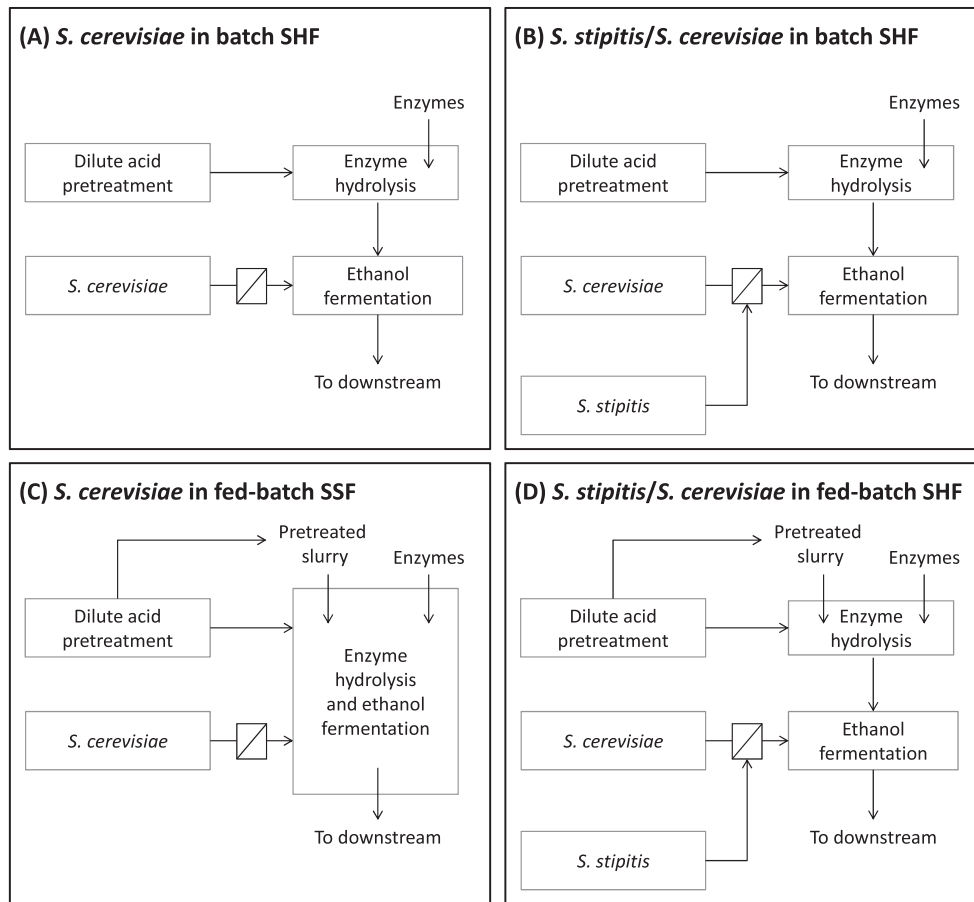 (A) S. cerevisiae in batch SHF
Enzymes
Dilute acid
pretreatment
Enzyme
hydrolysis
S. cerevisiae
Ethanol
fermentation
To downstream
(B) S. stipitis/S. cerevisiae in batch SHF
Enzymes
Dilute acid
pretreatment
Enzyme
hydrolysis
S. cerevisiae
Ethanol
fermentation
To downstream
S. stipitis
(C) S. cerevisiae in fed-batch SSF
Pretreated
slurry
Enzymes
Dilute acid
pretreatment
Enzyme
hydrolysis
and ethanol
fermentation
S. cerevisiae
To downstream
(D) S. stipitis/S. cerevisiae in fed-batch SHF
Pretreated
slurry
Enzymes
Dilute acid
pretreatment
Enzyme
hydrolysis
S. cerevisiae
Ethanol
fermentation
To downstream
S. stipitis